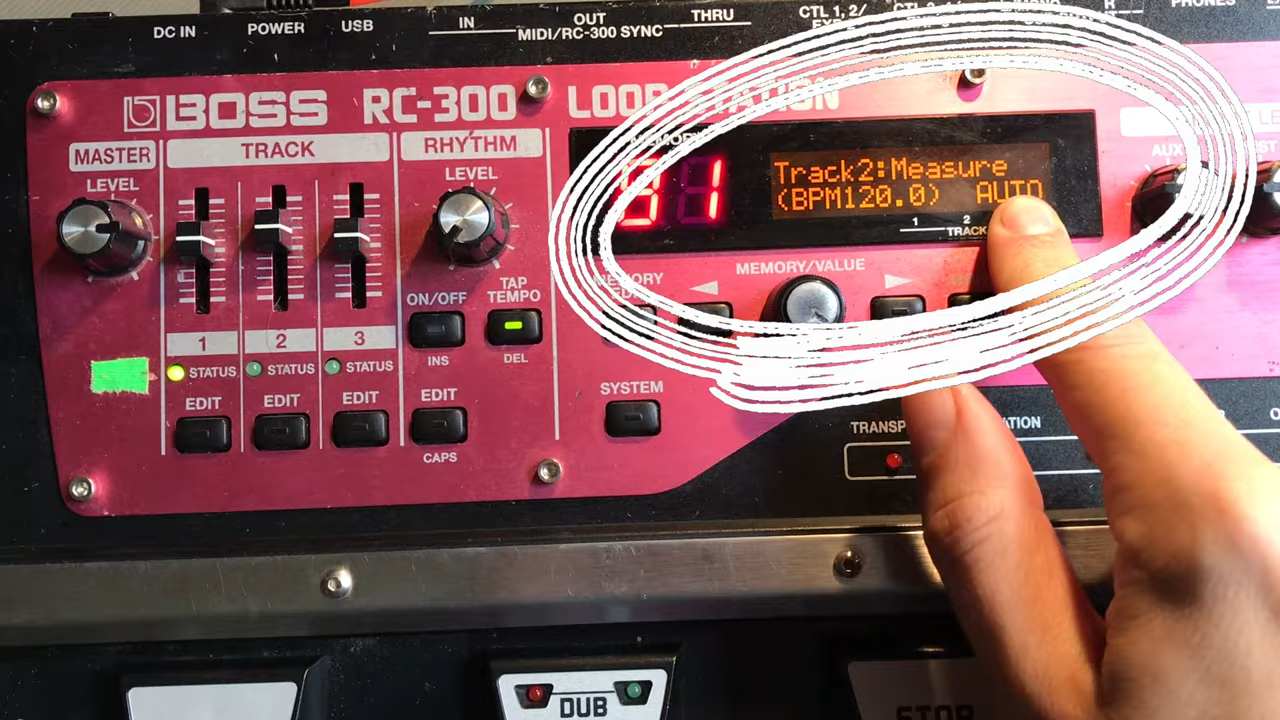 DC IN
POWER
USB
IN
OUT
THRU
MIDI/RC-300 SYNC
CTL 1, 2/
PHONES
BOSS
RC-300
LOOP STATION
MASTER
TRACK
RHYTHM
LEVEL
LEVEL
MEMORY
91
Track2:Measure
(BPM120.0) AUTO
1
2
TRACK
AUX
MEMORY/VALUE
MEMORY
ON/OFF
TAP
TEMPO
INS
DEL
1
2
3
STATUS
STATUS
STATUS
EDIT
EDIT
EDIT
EDIT
CAPS
SYSTEM
DUB
STOP